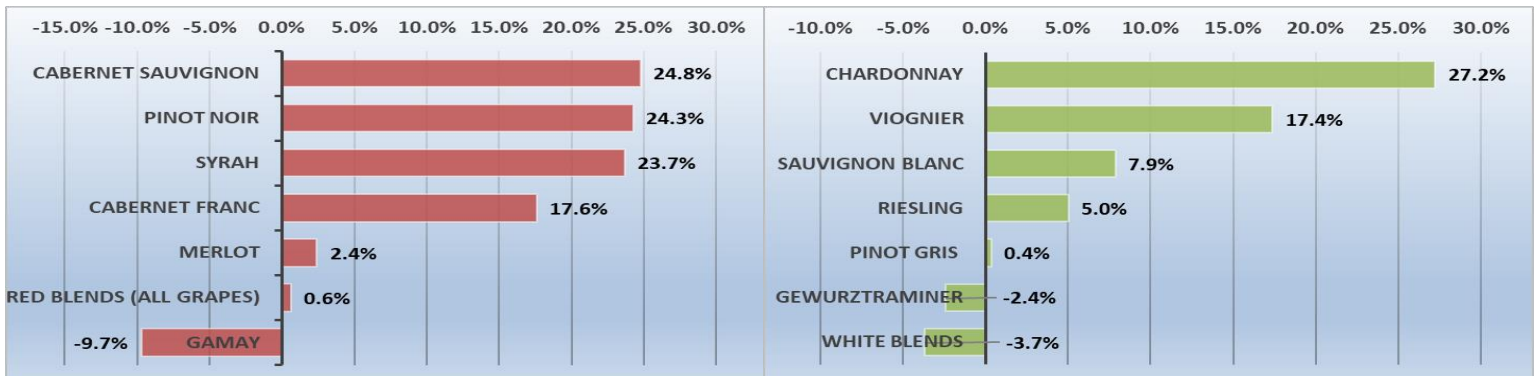 -15.0% -10.0% -5.0% 0.0% 5.0% 10.0% 15.0% 20.0% 25.0% 30.0%
CABERNET SAUVIGNON 24.8%
PINOT NOIR 24.3%
SYRAH 23.7%
CABERNET FRANC 17.6%
MERLOT 2.4%
RED BLENDS (ALL GRAPES) 0.6%
-9.7% GAMAY
-10.0% -5.0% 0.0% 5.0% 10.0% 15.0% 20.0% 25.0% 30.0%
CHARDONNAY 27.2%
VIOGNIER 17.4%
SAUVIGNON BLANC 7.9%
RIESLING 5.0%
PINOT GRIS 0.4%
GEWURZTRAMINER -2.4%
WHITE BLENDS -3.7%